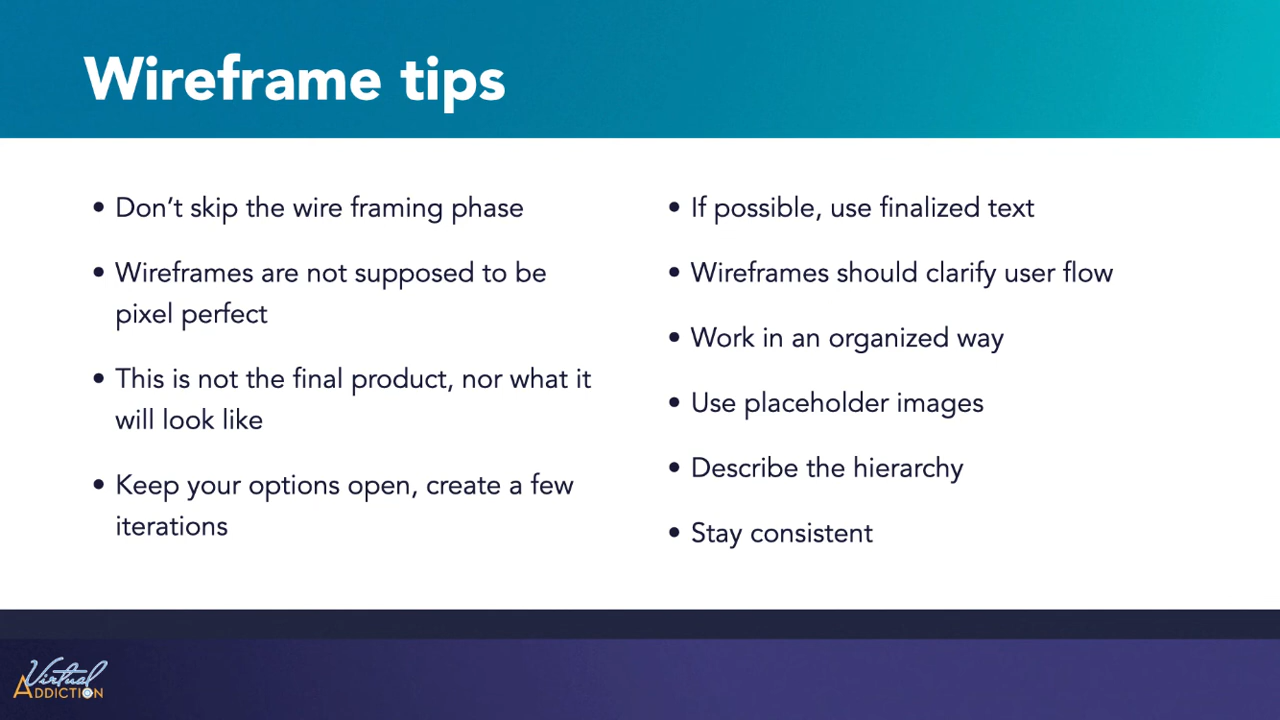 Wireframe tips
• Don’t skip the wire framing phase
• Wireframes are not supposed to be
pixel perfect
• This is not the final product, nor what it
will look like
• Keep your options open, create a few
iterations
• If possible, use finalized text
• Wireframes should clarify user flow
• Work in an organized way
• Use placeholder images
• Describe the hierarchy
• Stay consistent
Virtual
ADDICTION